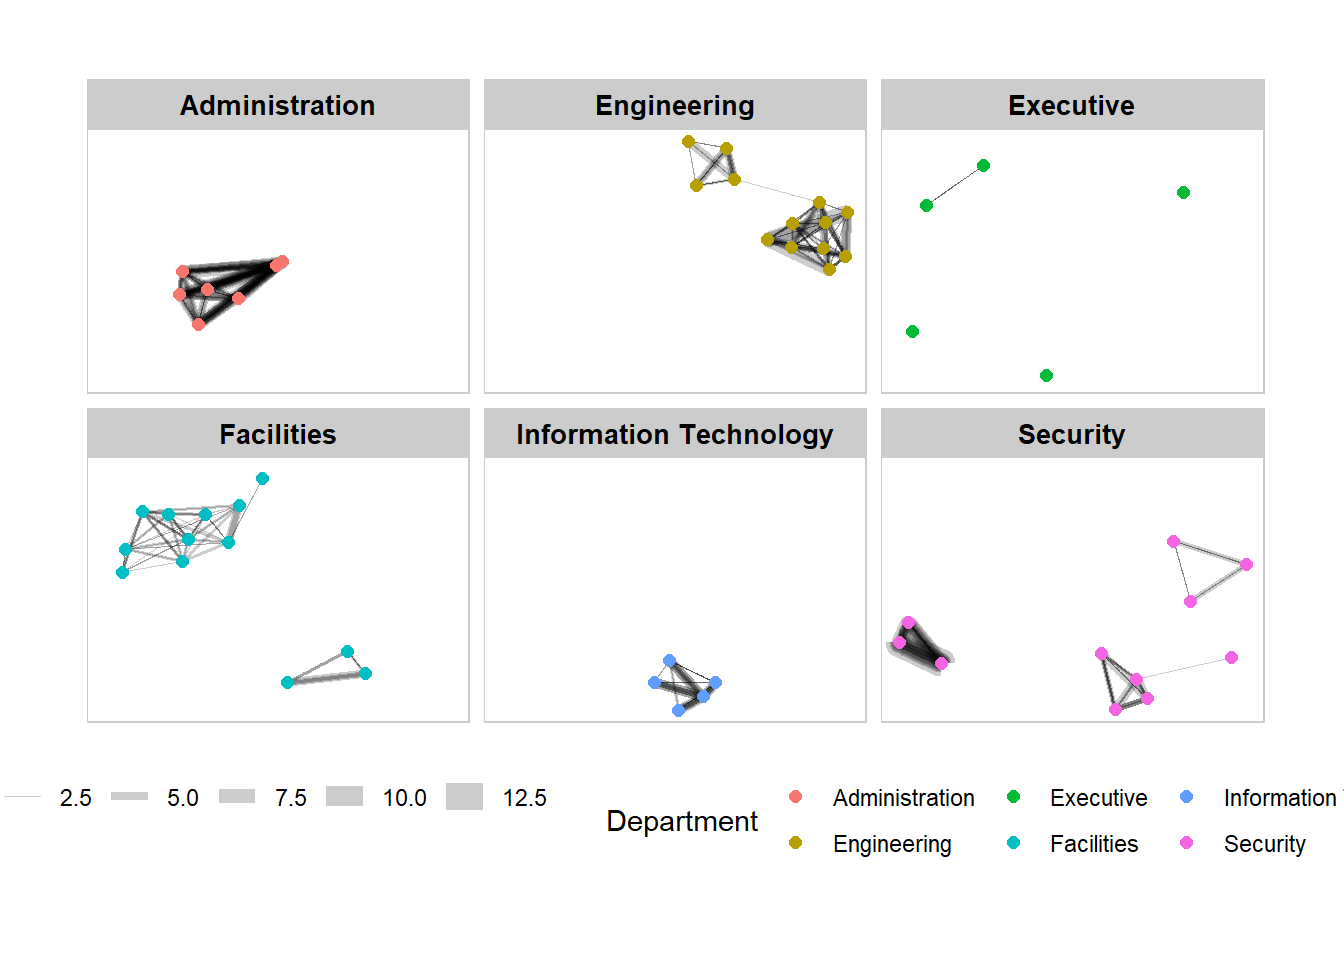 Administration
Engineering
Executive
Facilities
Information Technology
Security
2.5 5.0 7.5 10.0 12.5
Department
Administration Executive Information
Engineering Facilities Security